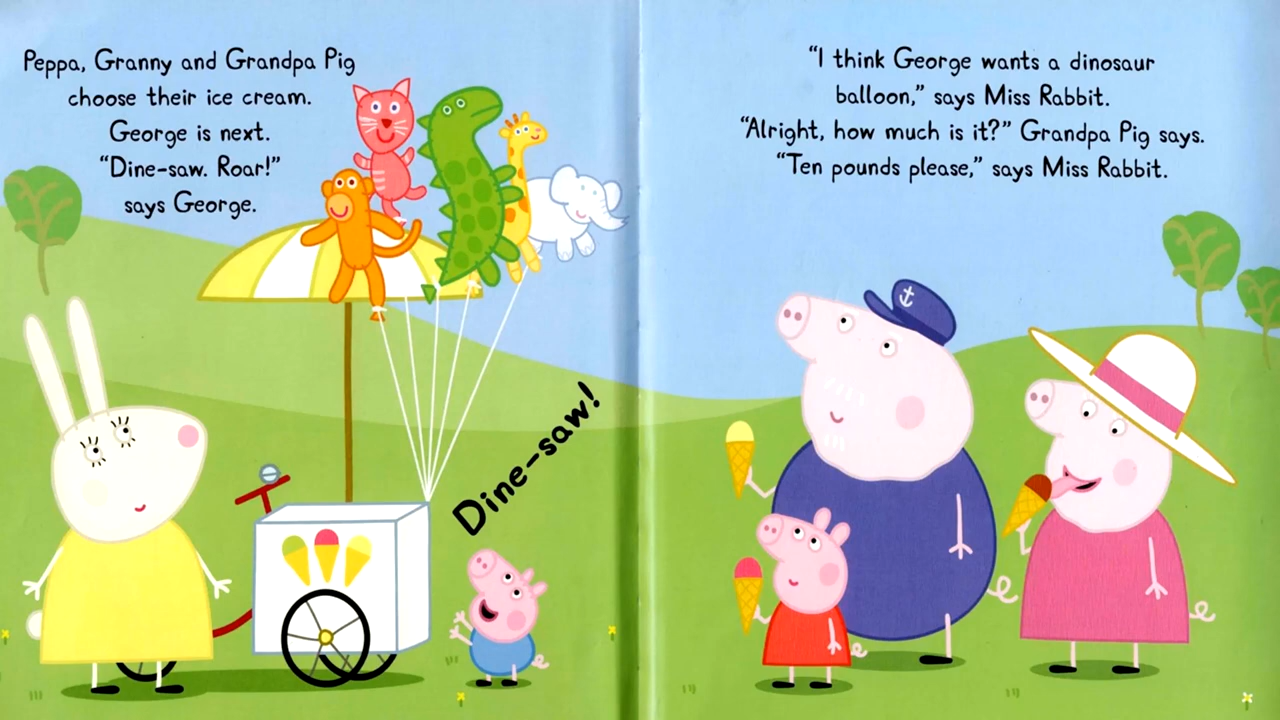 Peppa, Granny and Grandpa Pig
choose their ice cream.
George is next.
“Dine-saw. Roar!”
says George.
Dine-saw!
“I think George wants a dinosaur
balloon,” says Miss Rabbit.
“Alright, how much is it?” Grandpa Pig says.
“Ten pounds please,” says Miss Rabbit.